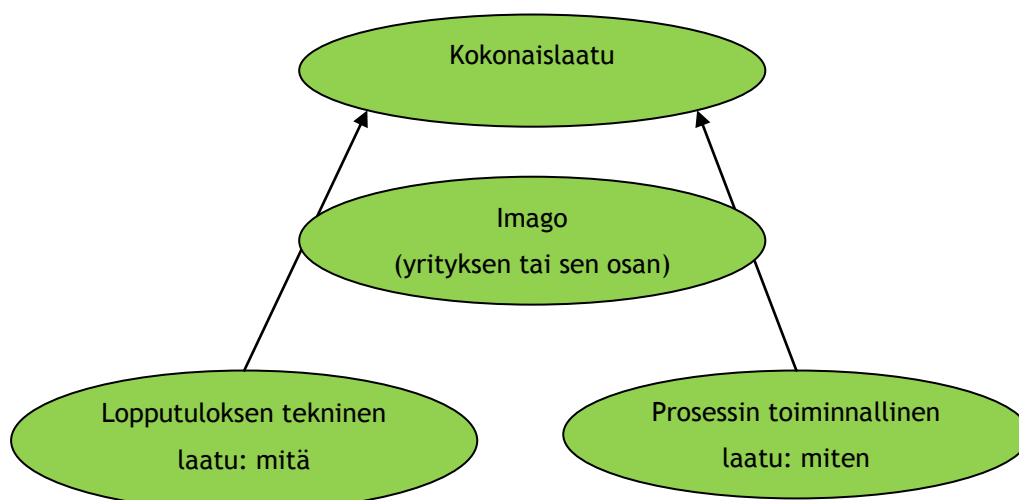 Kokonaislaatu
Imago
(yrityksen tai sen osan)
Lopputuloksen tekninen
laatu: mitä
Prosessin toiminnallinen
laatu: miten